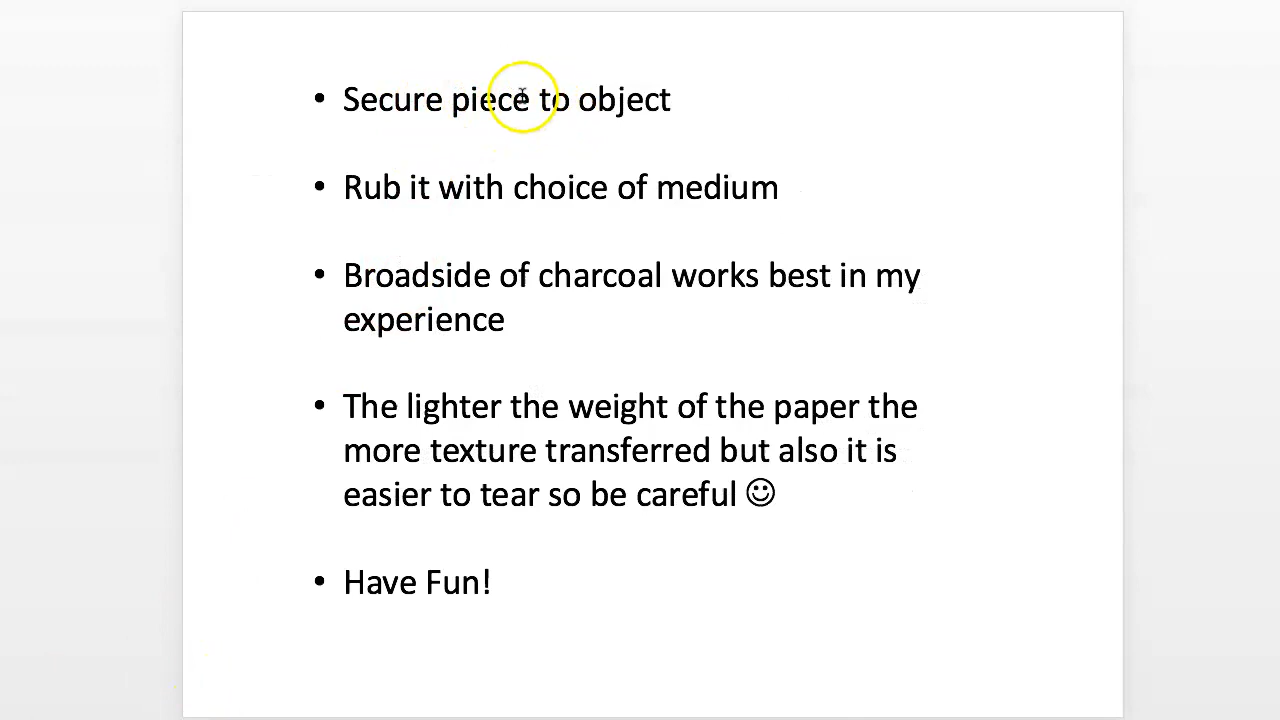 • Secure piece to object
• Rub it with choice of medium
• Broadside of charcoal works best in my
experience
• The lighter the weight of the paper the
more texture transferred but also it is
easier to tear so be careful ☺
• Have Fun!